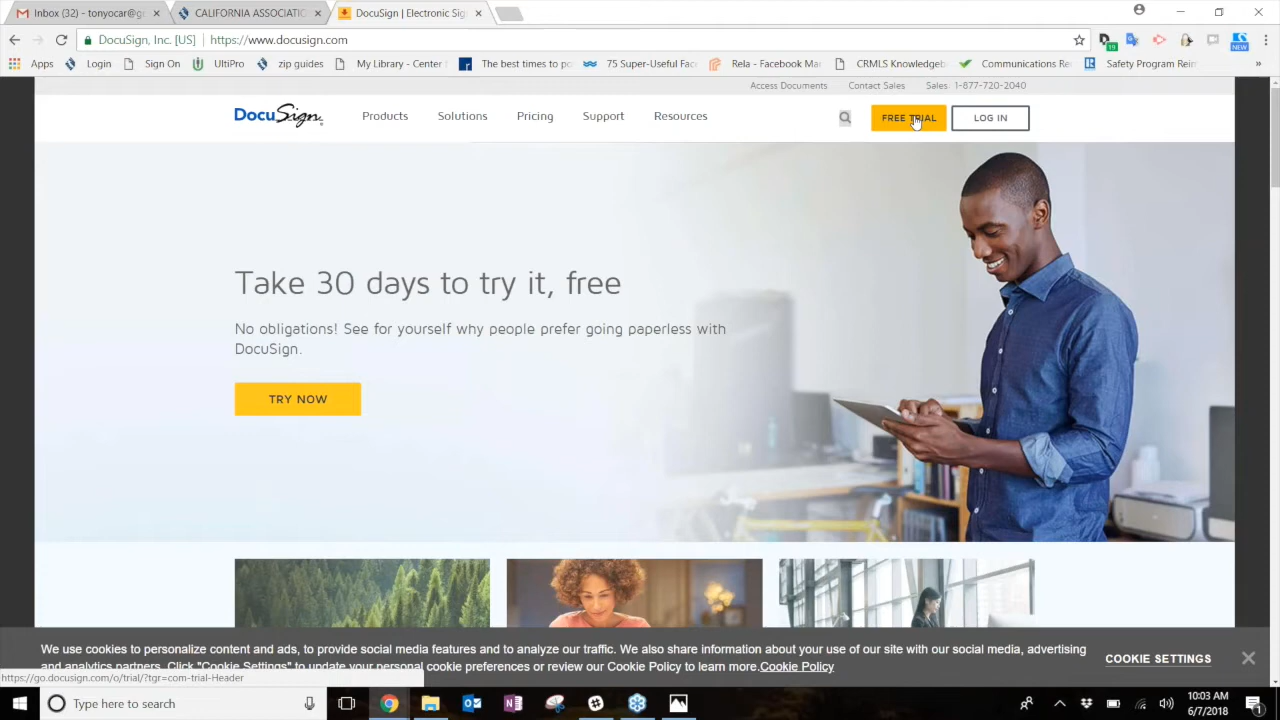 Inbox (32) - tonyocar@g
CALIFORNIA ASSOCIATIO
DocuSign | Electronic Sig
DocuSign, Inc. [US]
https://www.docusign.com
Apps
Login
Sign On
UltiPro
zip guides
My Library - Center
The best times to po
75 Super-Useful Fac
Rela - Facebook Ma
CRMLS Knowledgeb
Communications Re
Safety Program Reim
»
19
NEW
Access Documents
Contact Sales
Sales 1-877-720-2040
DocuSign
Products
Solutions
Pricing
Support
Resources
FREE TRIAL
LOG IN
Take 30 days to try it, free
No obligations! See for yourself why people prefer going paperless with
DocuSign.
TRY NOW
We use cookies to personalize content and ads, to provide social media features and to analyze our traffic. We also share information about your use of our site with our social media, advertising
and analytics partners. Click "Cookie Settings" to update your personal cookie preferences or review our Cookie Policy to learn more. Cookie Policy
COOKIE SETTINGS
https://go.docusign.com/o/trial/?tgr=com-trial-Header
Type here to search
10:03 AM
6/7/2018
1